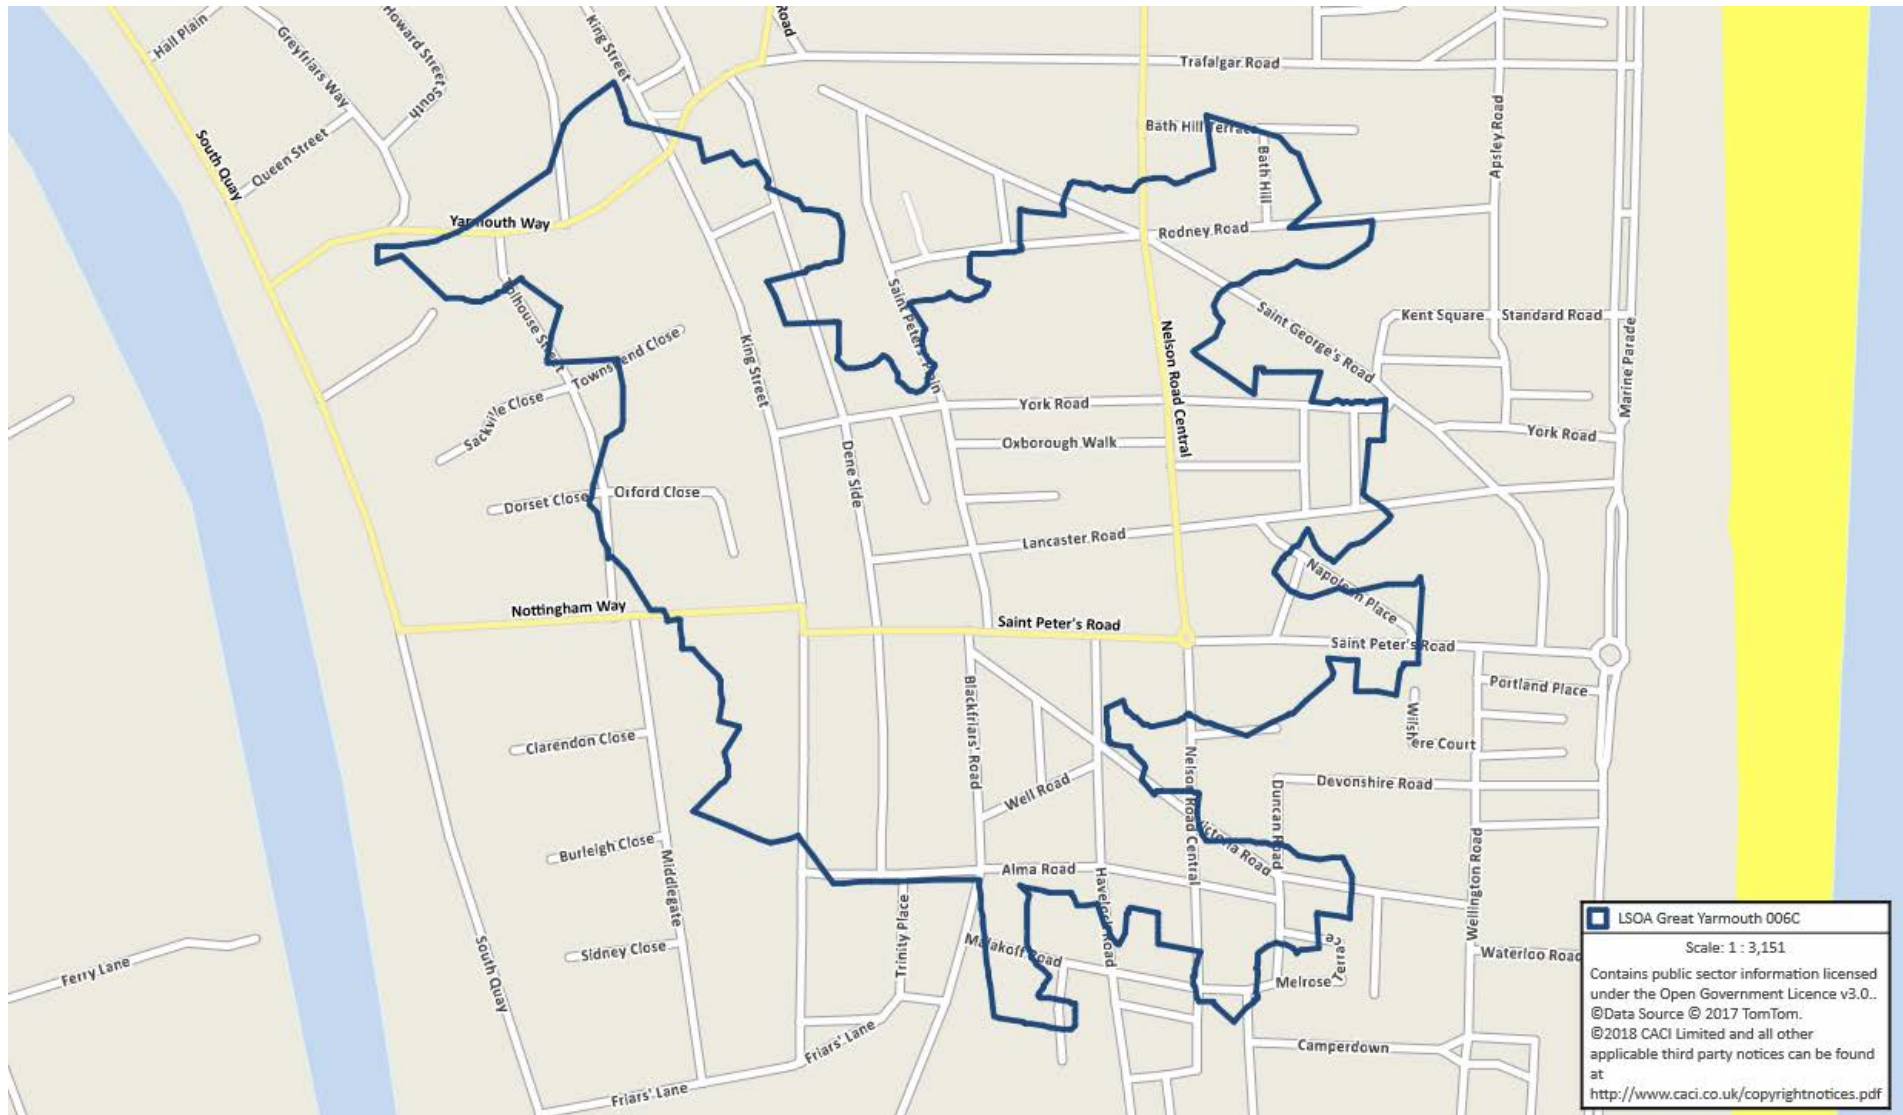 Hall Plain
Greyfriars Way
Howard Street
South
King Street
Road
Trafalgar Road
Queen Street
South Quay
Bath Hill Terrace
Bath Hill
Apsley Road
Yarmouth Way
Rodney Road
Tolhouse Street
Saint Peters Plain
Saint George's Road
Kent Square
Standard Road
Marine Parade
Townsend Close
King Street
Nelson Road Central
Sackville Close
York Road
York Road
Oxborough Walk
Dene Side
Dorset Close
Orford Close
Lancaster Road
Napoleon Place
Nottingham Way
Saint Peter's Road
Saint Peter's Road
Portland Place
Blackfriars' Road
Wilshere Court
Clarendon Close
Nelson Road Central
Well Road
Devonshire Road
Duncan Road
Victoria Road
Wellington Road
Burleigh Close
Middlegate
Alma Road
Havelock Road
Trinity Place
Malakoff Road
Sidney Close
South Quay
Ferry Lane
Melrose Terrace
Waterloo Road
Friars' Lane
Camperdown
Friars' Lane
LSOA Great Yarmouth 006C
Scale: 1 : 3,151
Contains public sector information licensed
under the Open Government Licence v3.0..
©Data Source © 2017 TomTom.
©2018 CACI Limited and all other
applicable third party notices can be found
at
http://www.caci.co.uk/copyrightnotices.pdf